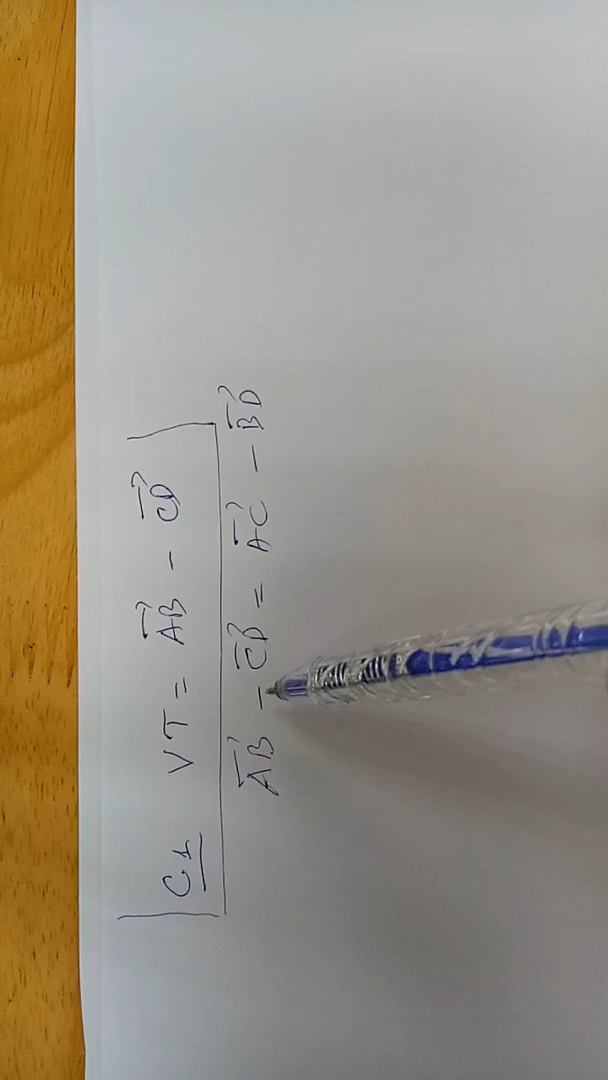 C1 VT = AB→ - CD→
AB→ - CD→ = AC→ - BD→